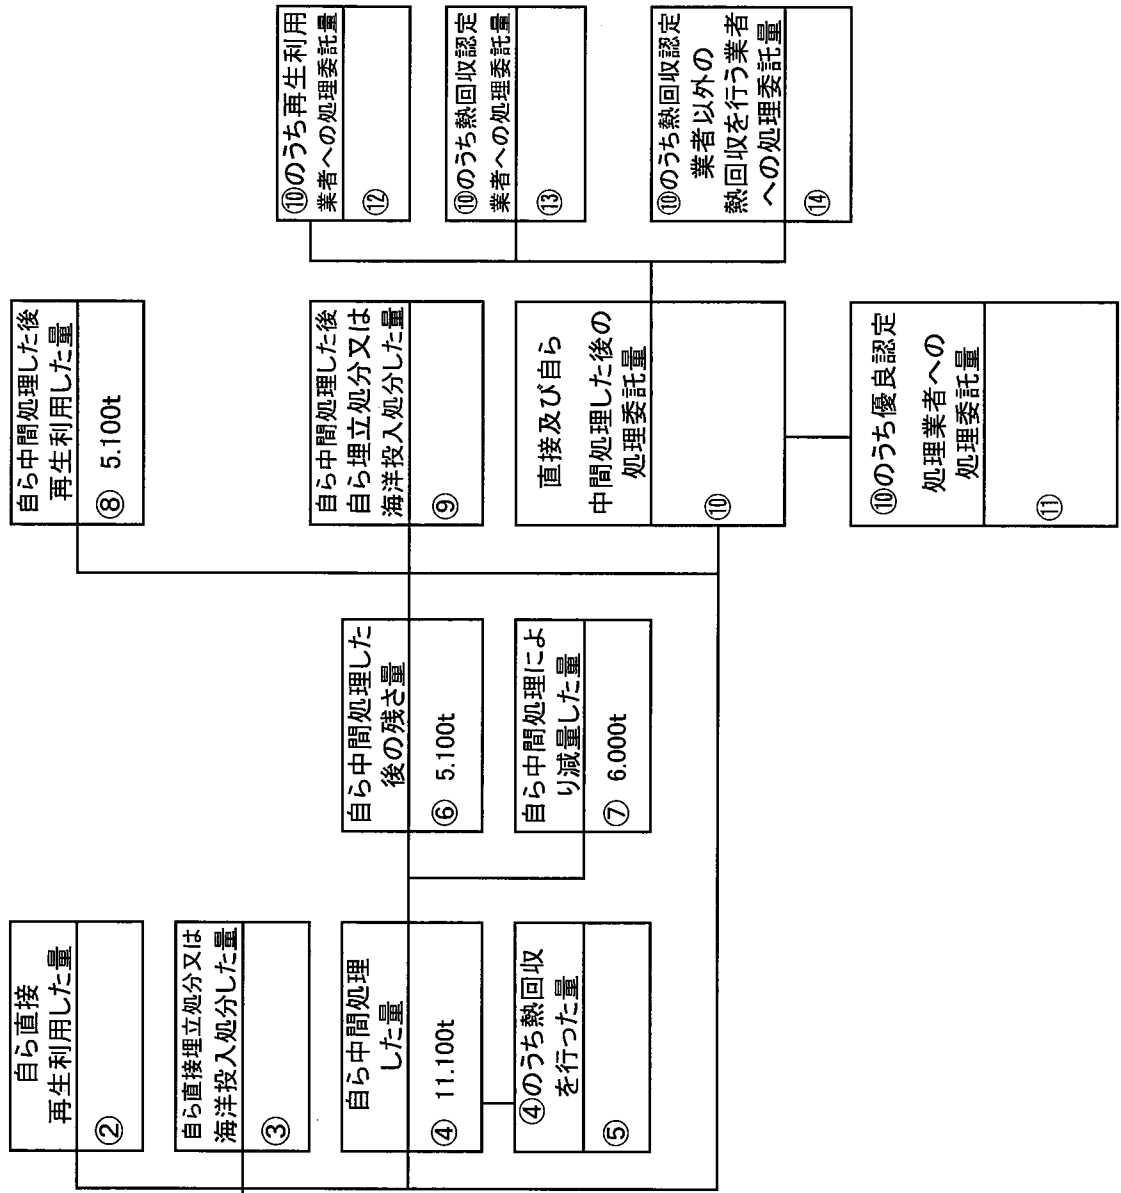 自ら直接
再生利用した量
②
自ら直接埋立処分又は
海洋投入処分した量
③
自ら中間処理
した量
④ 11.100t
④のうち熱回収
を行った量
⑤
自ら中間処理した
後の残さ量
⑥ 5.100t
自ら中間処理によ
り減量した量
⑦ 6.000t
自ら中間処理した後
再生利用した量
⑧ 5.100t
自ら中間処理した後
自ら埋立処分又は
海洋投入処分した量
⑨
直接及び自ら
中間処理した後の
処理委託量
⑩
⑩のうち優良認定
処理業者への
処理委託量
⑪
⑩のうち再生利用
業者への処理委託量
⑫
⑩のうち熱回収認定
業者への処理委託量
⑬
⑩のうち熱回収認定
業者以外の
熱回収を行う業者
への処理委託量
⑭